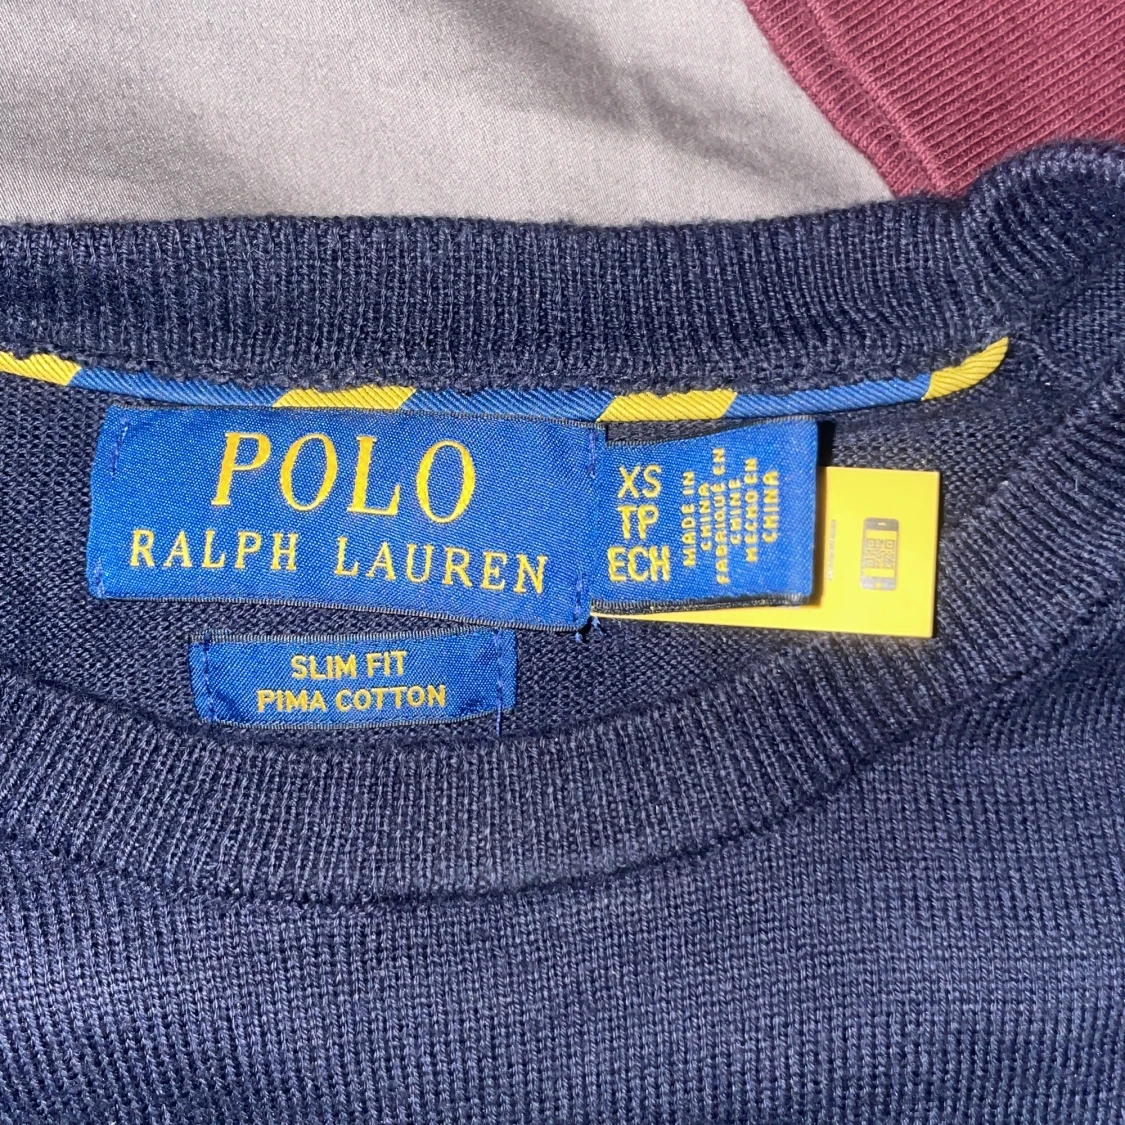 POLO
RALPH LAUREN
XS
TP
ECH
MADE IN
CHINA
FABRIQUÉ EN
CHINE
HECHO EN
CHINA
SLIM FIT
PIMA COTTON